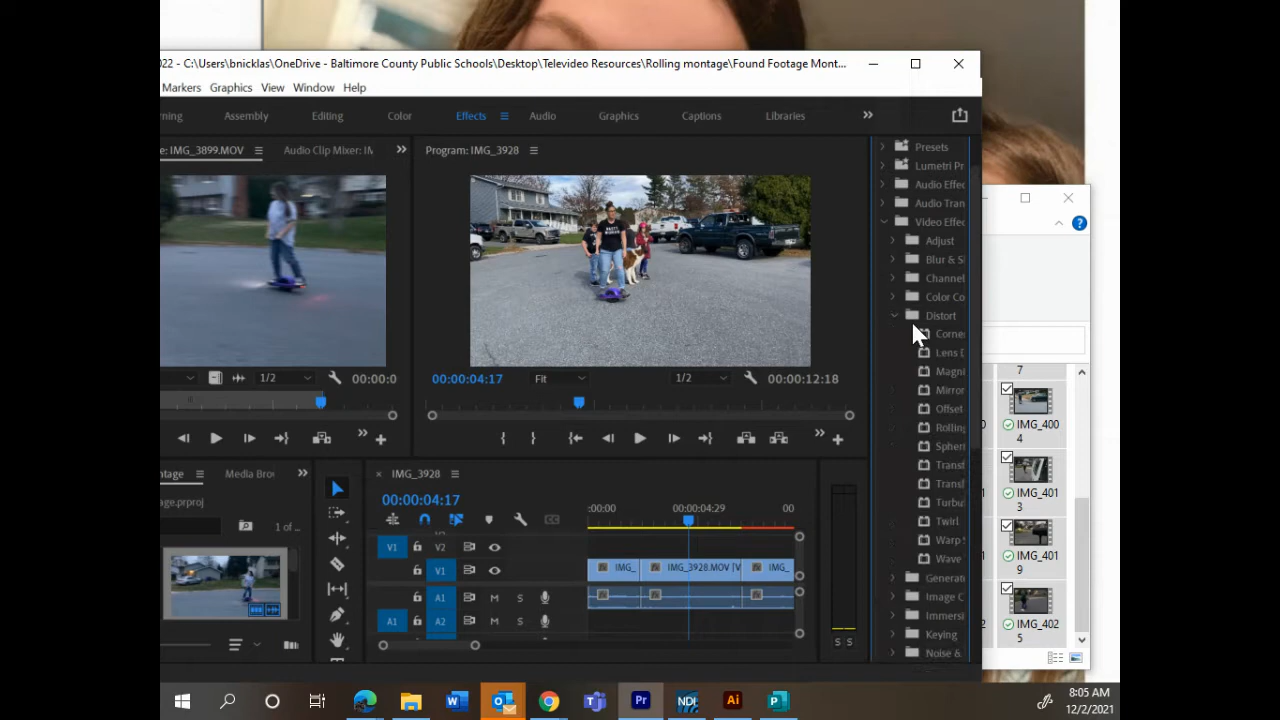 022 - C:\Users\bnicklas\OneDrive - Baltimore County Public Schools\Desktop\Televideo Resources\Rolling montage\Found Footage Mont...
Markers Graphics View Window Help
rning Assembly Editing Color Effects Audio Graphics Captions Libraries
e: IMG_3899.MOV Audio Clip Mixer: IM
Program: IMG_3928
1/2 00:00:0
00:00:04:17 Fit 1/2 00:00:12:18
Presets
Lumetri Pr
Audio Effec
Audio Tran
Video Effec
Adjust
Blur & S
Channel
Color Co
Distort
Corne
Lens
Magni
Mirror
Offset
Rolling
Spheri
Transf
Transf
Turbu
Twirl
Warp S
Wave
Generat
Image C
Immersi
Keying
Noise &
ntage Media Brow
age.prproj
1 of
IMG_3928
00:00:04:17
:00:00 00:00:04:29 00
V1 V2
V1
A1 M S
A1 A2 M S
IMG_ IMG_3928.MOV [V IMG_
S S
7
IMG_400
4
IMG_401
3
IMG_401
9
IMG_402
5
8:05 AM
12/2/2021